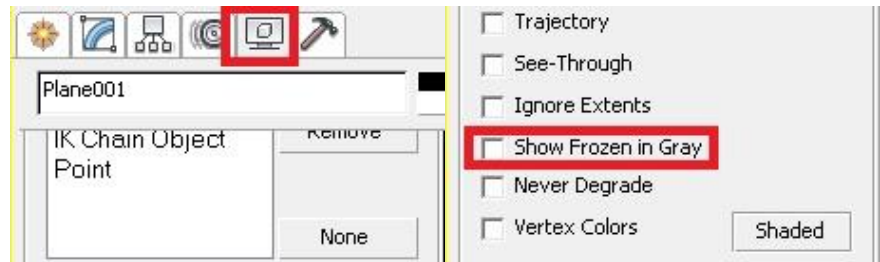 Plane001
IK Chain Object
Remove
Point
None
Trajectory
See-Through
Ignore Extents
Show Frozen in Gray
Never Degrade
Vertex Colors
Shaded